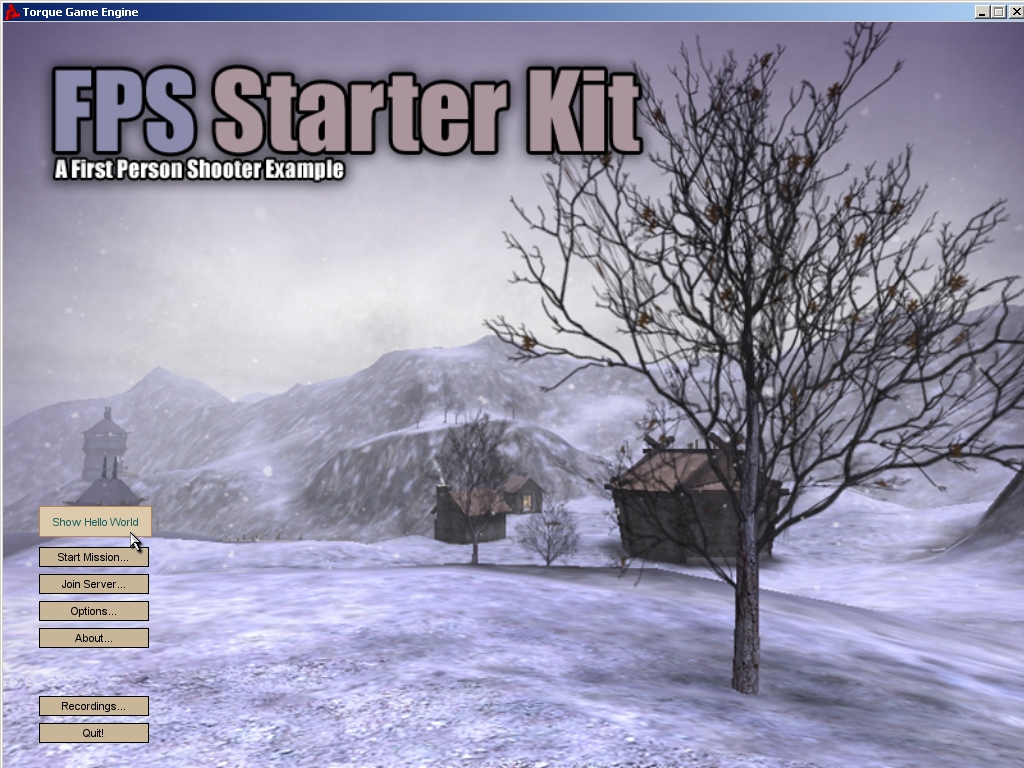 Torque Game Engine
FPS Starter Kit
A First Person Shooter Example
Show Hello World
Start Mission...
Join Server...
Options...
About...
Recordings...
Quit!